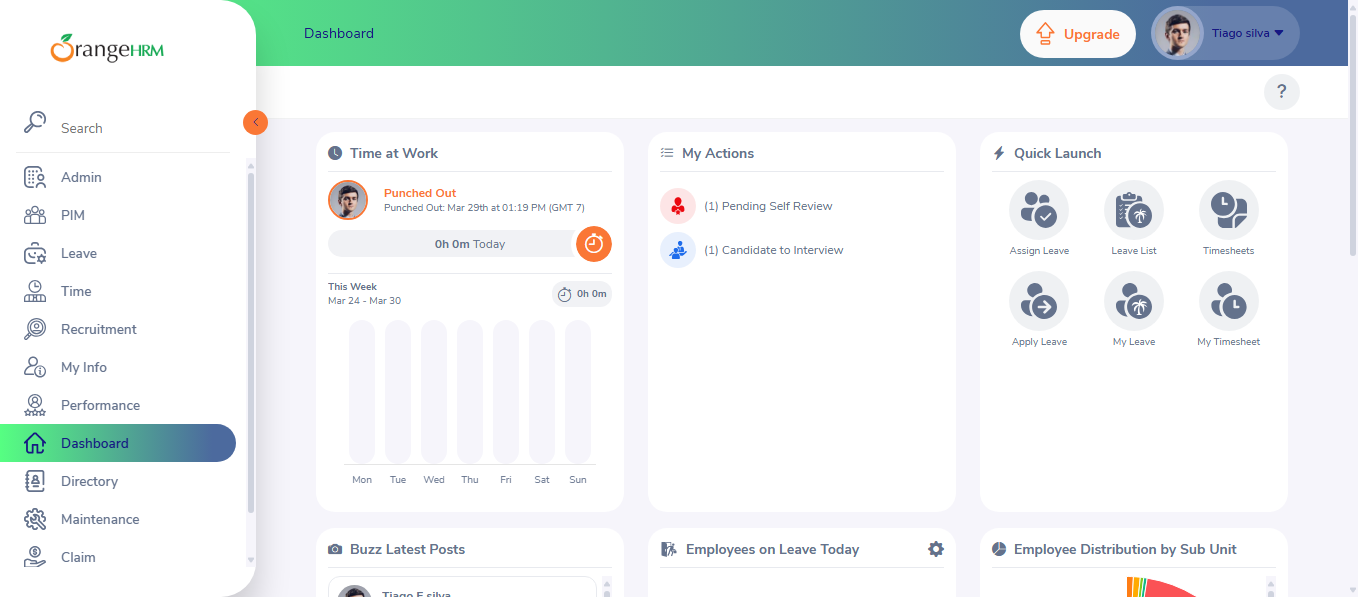 OrangeHRM
Dashboard
Upgrade
Tiago silva
?
Search
Admin
PIM
Leave
Time
Recruitment
My Info
Performance
Dashboard
Directory
Maintenance
Claim
Time at Work
Punched Out
Punched Out: Mar 29th at 01:19 PM (GMT 7)
0h 0m Today
This Week
Mar 24 - Mar 30
0h 0m
Mon Tue Wed Thu Fri Sat Sun
My Actions
(1) Pending Self Review
(1) Candidate to Interview
Quick Launch
Assign Leave
Leave List
Timesheets
Apply Leave
My Leave
My Timesheet
Buzz Latest Posts
Tiago F silva
Employees on Leave Today
Employee Distribution by Sub Unit